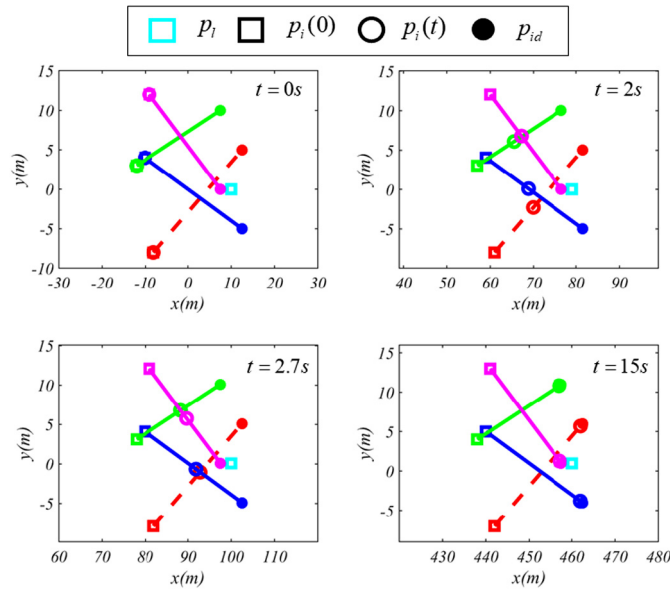 p_l p_i(0) p_i(t) p_id
15
10
5
0
-5
-10
y(m)
t = 0s
-30 -20 -10 0 10 20 30
x(m)
15
10
5
0
-5
y(m)
t = 2s
40 50 60 70 80 90
x(m)
15
10
5
0
-5
y(m)
t = 2.7s
60 70 80 90 100 110
x(m)
15
10
5
0
-5
y(m)
t = 15s
430 440 450 460 470 480
x(m)